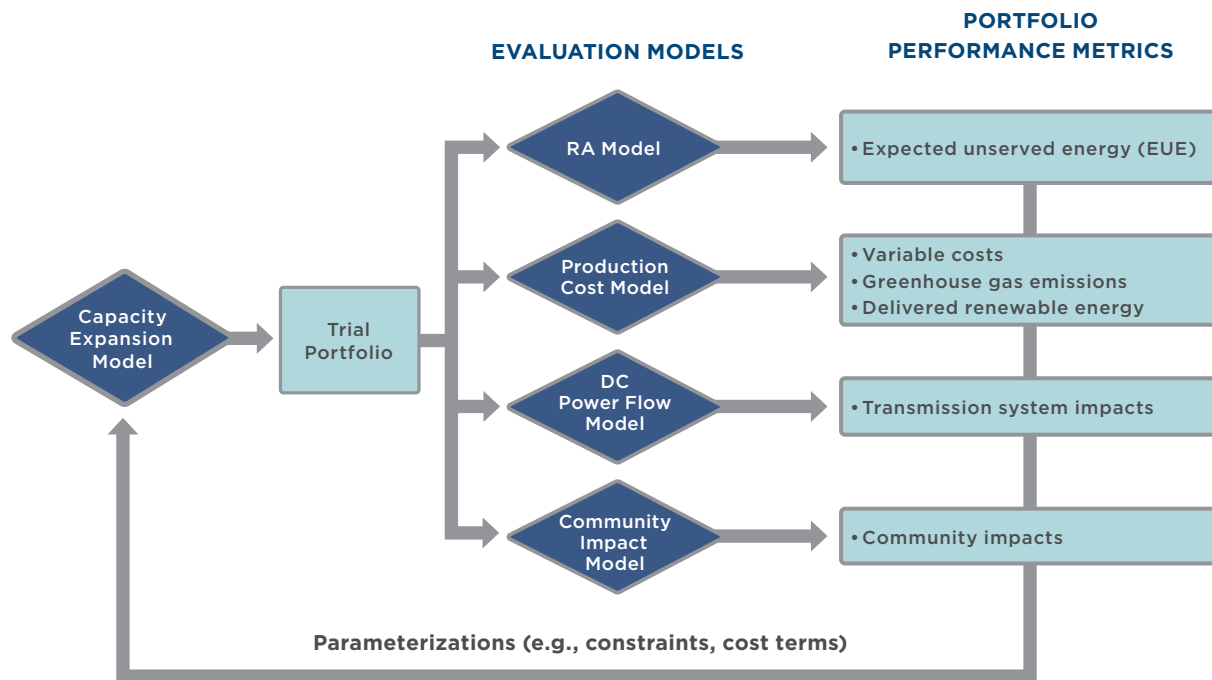 EVALUATION MODELS
PORTFOLIO
PERFORMANCE METRICS
Capacity
Expansion
Model
Trial
Portfolio
RA Model
• Expected unserved energy (EUE)
Production
Cost Model
• Variable costs
• Greenhouse gas emissions
• Delivered renewable energy
DC
Power Flow
Model
• Transmission system impacts
Community
Impact
Model
• Community impacts
Parameterizations (e.g., constraints, cost terms)